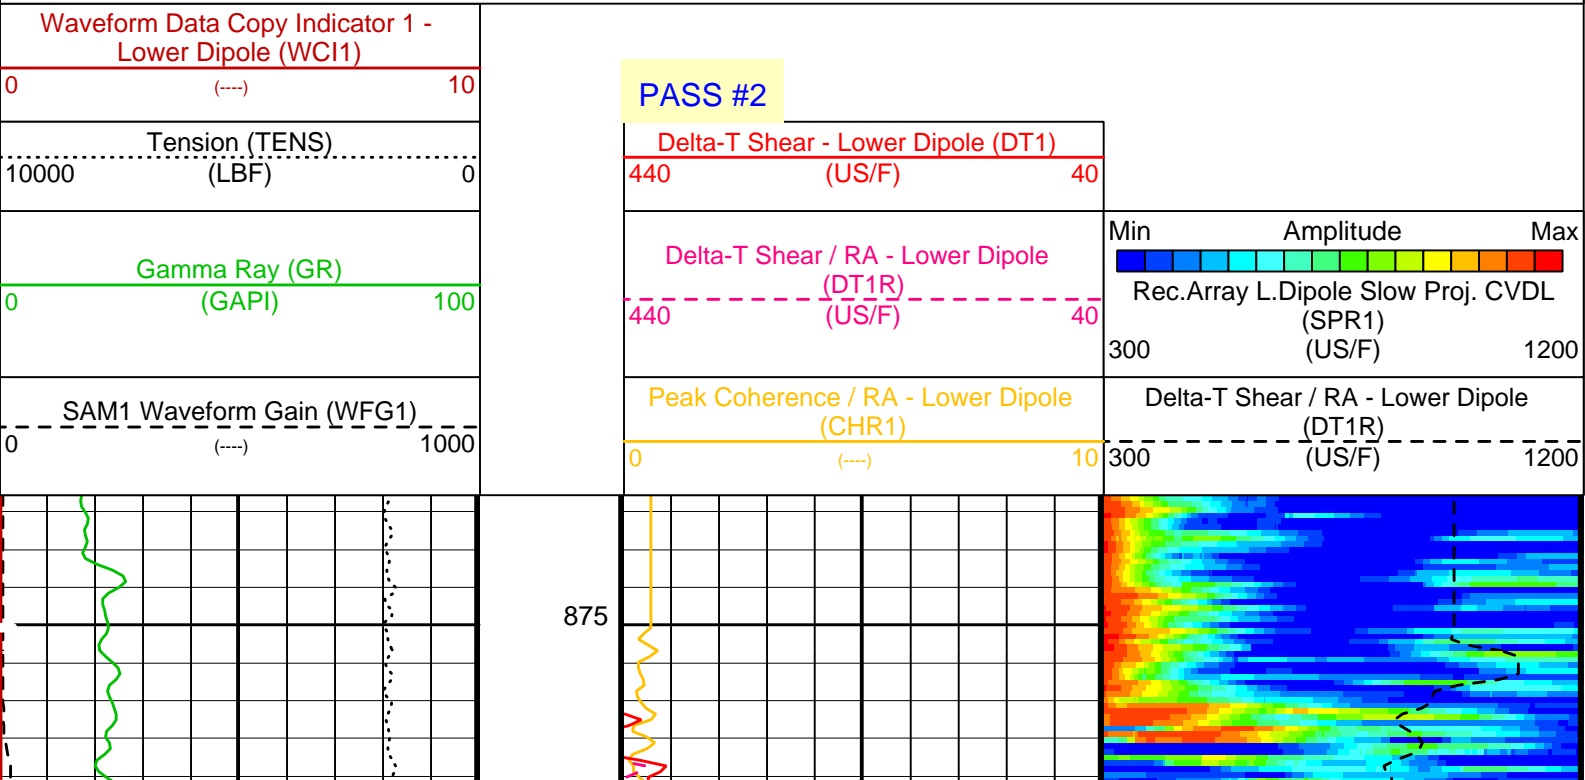 Waveform Data Copy Indicator 1 -
Lower Dipole (WCI1)
0 (----) 10
PASS #2
Tension (TENS)
10000 (LBF) 0
Delta-T Shear - Lower Dipole (DT1)
440 (US/F) 40
Gamma Ray (GR)
0 (GAPI) 100
Delta-T Shear / RA - Lower Dipole
(DT1R)
440 (US/F) 40
Min Amplitude Max
Rec.Array L.Dipole Slow Proj. CVDL
(SPR1)
300 (US/F) 1200
SAM1 Waveform Gain (WFG1)
0 (----) 1000
Peak Coherence / RA - Lower Dipole
(CHR1)
0 (----) 10
Delta-T Shear / RA - Lower Dipole
(DT1R)
300 (US/F) 1200
875